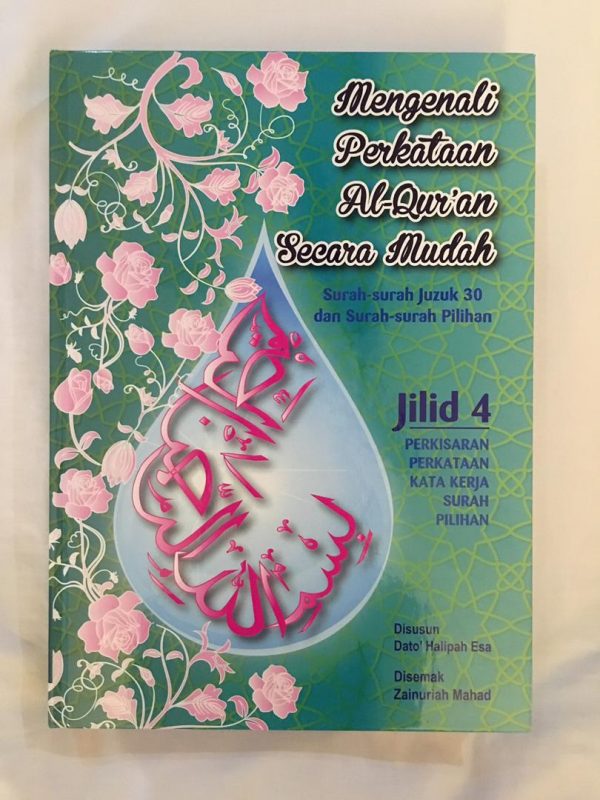 Mengenali
Perkataan
Al-Qur'an
Secara Mudah
Surah-surah Juzuk 30
dan Surah-surah Pilihan
Jilid 4
PERKISARAN
PERKATAAN
KATA KERJA
SURAH
PILIHAN
بسم الله الرحمن الرحيم
Disusun
Dato' Halipah Esa
Disemak
Zainuriah Mahad